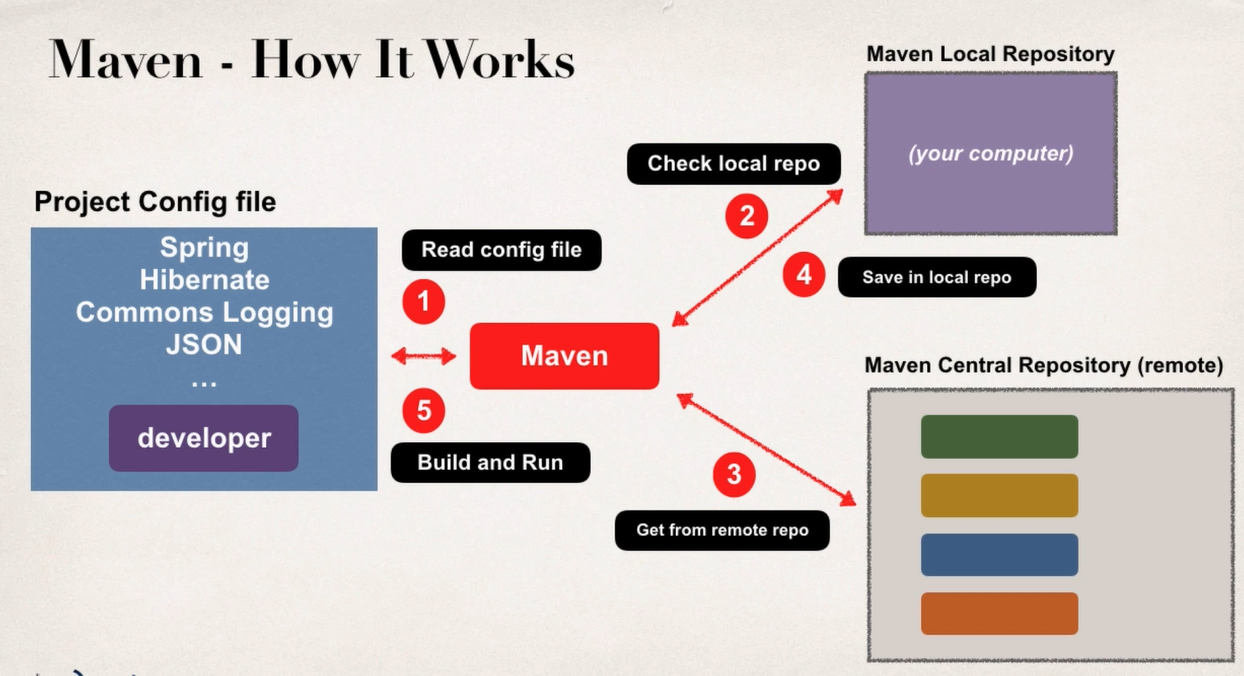 Maven - How It Works
Maven Local Repository
(your computer)
Check local repo
2
4
Save in local repo
Project Config file
Spring
Hibernate
Commons Logging
JSON
...
developer
Read config file
1
Maven
5
Build and Run
3
Get from remote repo
Maven Central Repository (remote)